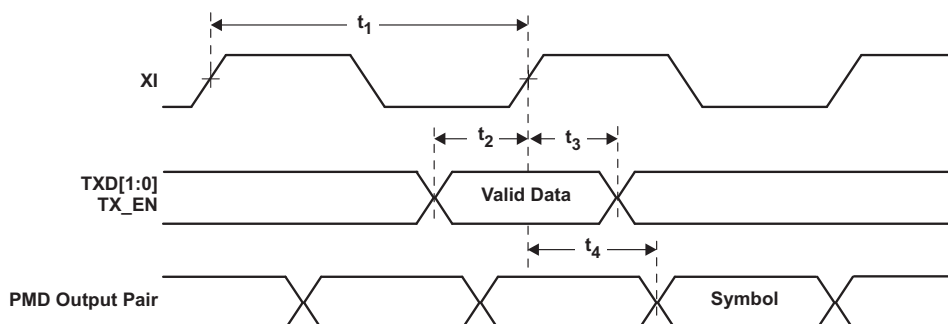 t1
XI
t2
t3
TXD[1:0]
TX_EN
Valid Data
t4
PMD Output Pair
Symbol